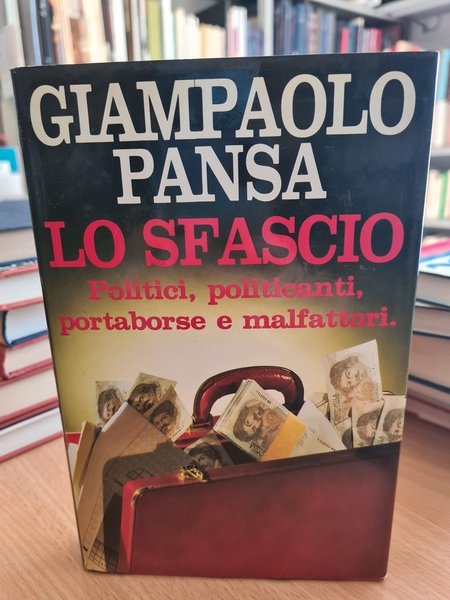 GIAMPAOLO
PANSA
LO SFASCIO
Politici, politicanti,
portaborse e malfattori.